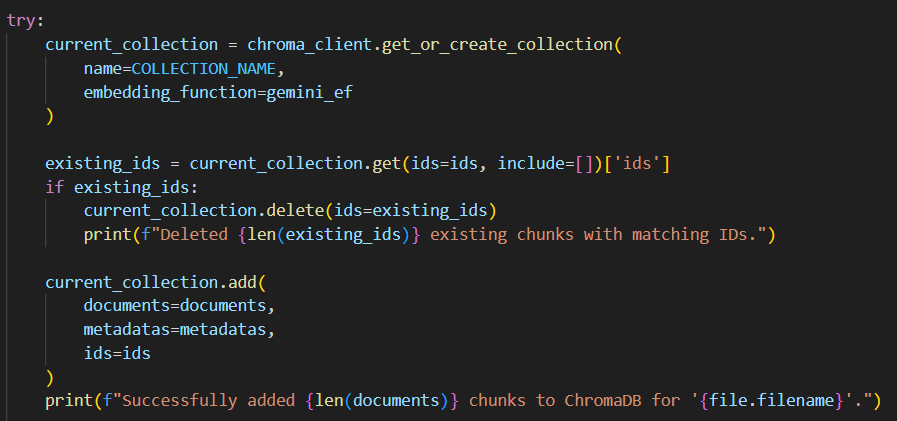 try:
    current_collection = chroma_client.get_or_create_collection(
        name=COLLECTION_NAME,
        embedding_function=gemini_ef
    )

    existing_ids = current_collection.get(ids=ids, include=[])['ids']
    if existing_ids:
        current_collection.delete(ids=existing_ids)
        print(f"Deleted {len(existing_ids)} existing chunks with matching IDs.")

    current_collection.add(
        documents=documents,
        metadatas=metadatas,
        ids=ids
    )
    print(f"Successfully added {len(documents)} chunks to ChromaDB for '{file.filename}'.")